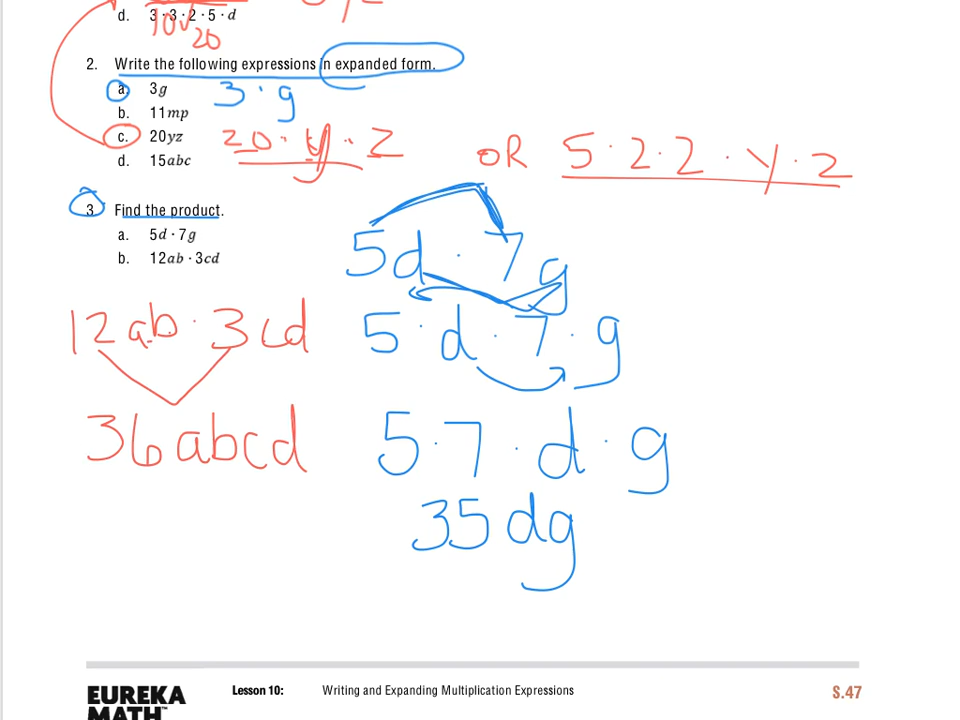 d. 3 · 3 · 2 · 5 · d
20
2. Write the following expressions in expanded form.
a. 3g 3 · g
b. 11mp
c. 20yz 20 · y · z OR 5 · 2 · 2 · y · z
d. 15abc
3 Find the product.
a. 5d · 7g
b. 12ab · 3cd
5d · 7g
12ab · 3cd
5 · d · 7 · g
36abcd
5 · 7 · d · g
35dg
EUREKA MATH™
Lesson 10: Writing and Expanding Multiplication Expressions
S.47